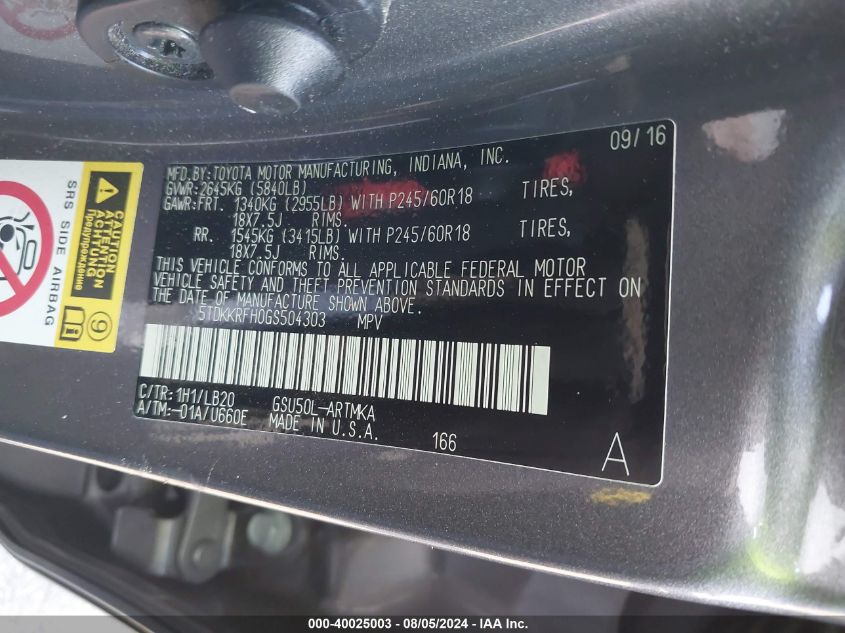 09/16
MFD.BY:TOYOTA MOTOR MANUFACTURING, INDIANA, INC.
GVWR:2645KG (5840LB)
GAWR:FRT. 1340KG (2955LB) WITH P245/60R18 TIRES,
18X7.5J RIMS.
RR. 1545KG (3415LB) WITH P245/60R18 TIRES,
18X7.5J RIMS.
THIS VEHICLE CONFORMS TO ALL APPLICABLE FEDERAL MOTOR
VEHICLE SAFETY AND THEFT PREVENTION STANDARDS IN EFFECT ON
THE DATE OF MANUFACTURE SHOWN ABOVE.
5TDKKRFH0GS504303 MPV
C/TR:1H1/LB20 GSU50L-ARTMKA
A/TM:-01A/U660E MADE IN U.S.A.
166
A
SRS SIDE AIRBAG
CAUTION
ATTENTION
ACHTUNG
Предупреждение
9
000-40025003 - 08/05/2024 - IAA Inc.